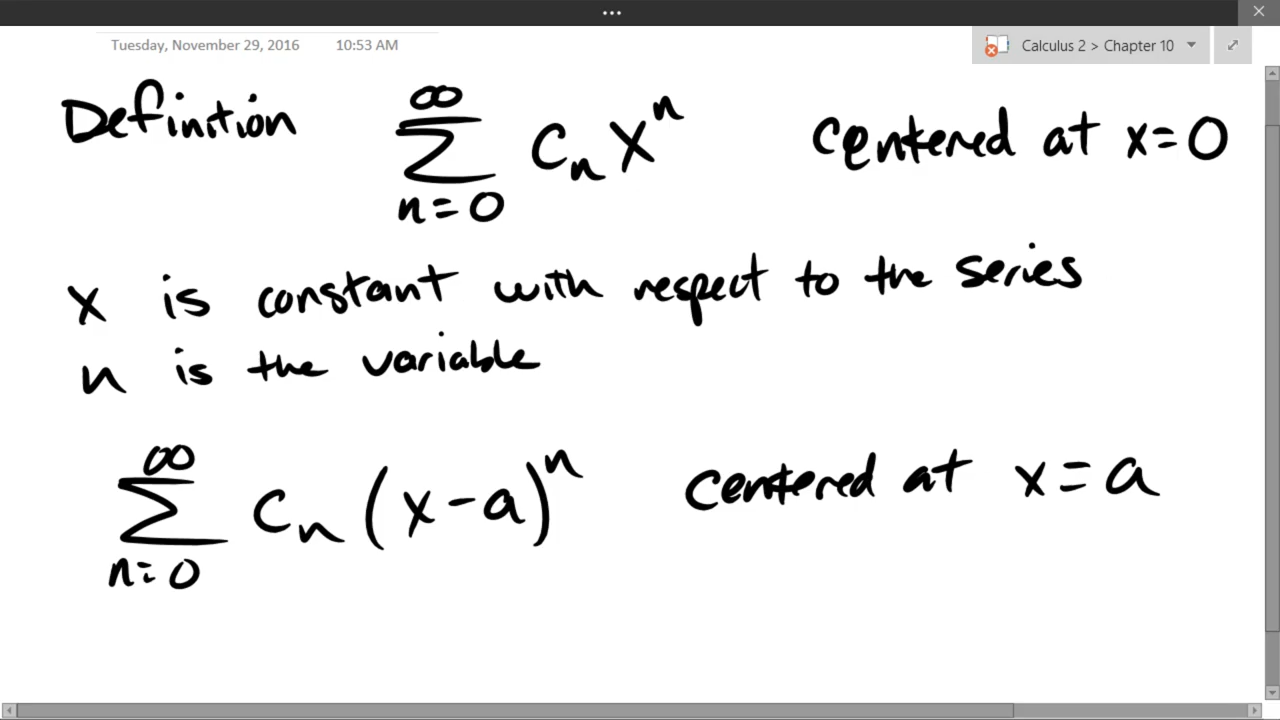 Tuesday, November 29, 2016 10:53 AM
Calculus 2 > Chapter 10
Definition ∑_{n=0}^{∞} c_n x^n centered at x=0
x is constant with respect to the series
n is the variable
∑_{n=0}^{∞} c_n (x-a)^n centered at x=a